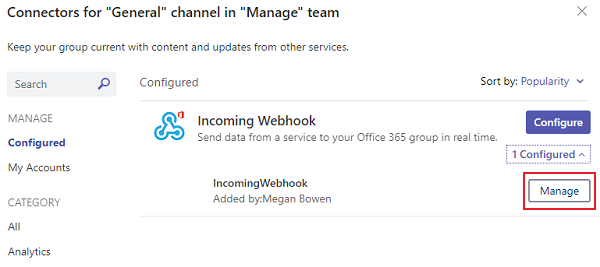 Connectors for "General" channel in "Manage" team
Keep your group current with content and updates from other services.
Search
MANAGE
Configured
My Accounts
CATEGORY
All
Analytics
Configured
Sort by: Popularity
Incoming Webhook
Send data from a service to your Office 365 group in real time.
Configure
1 Configured
IncomingWebhook
Added by:Megan Bowen
Manage